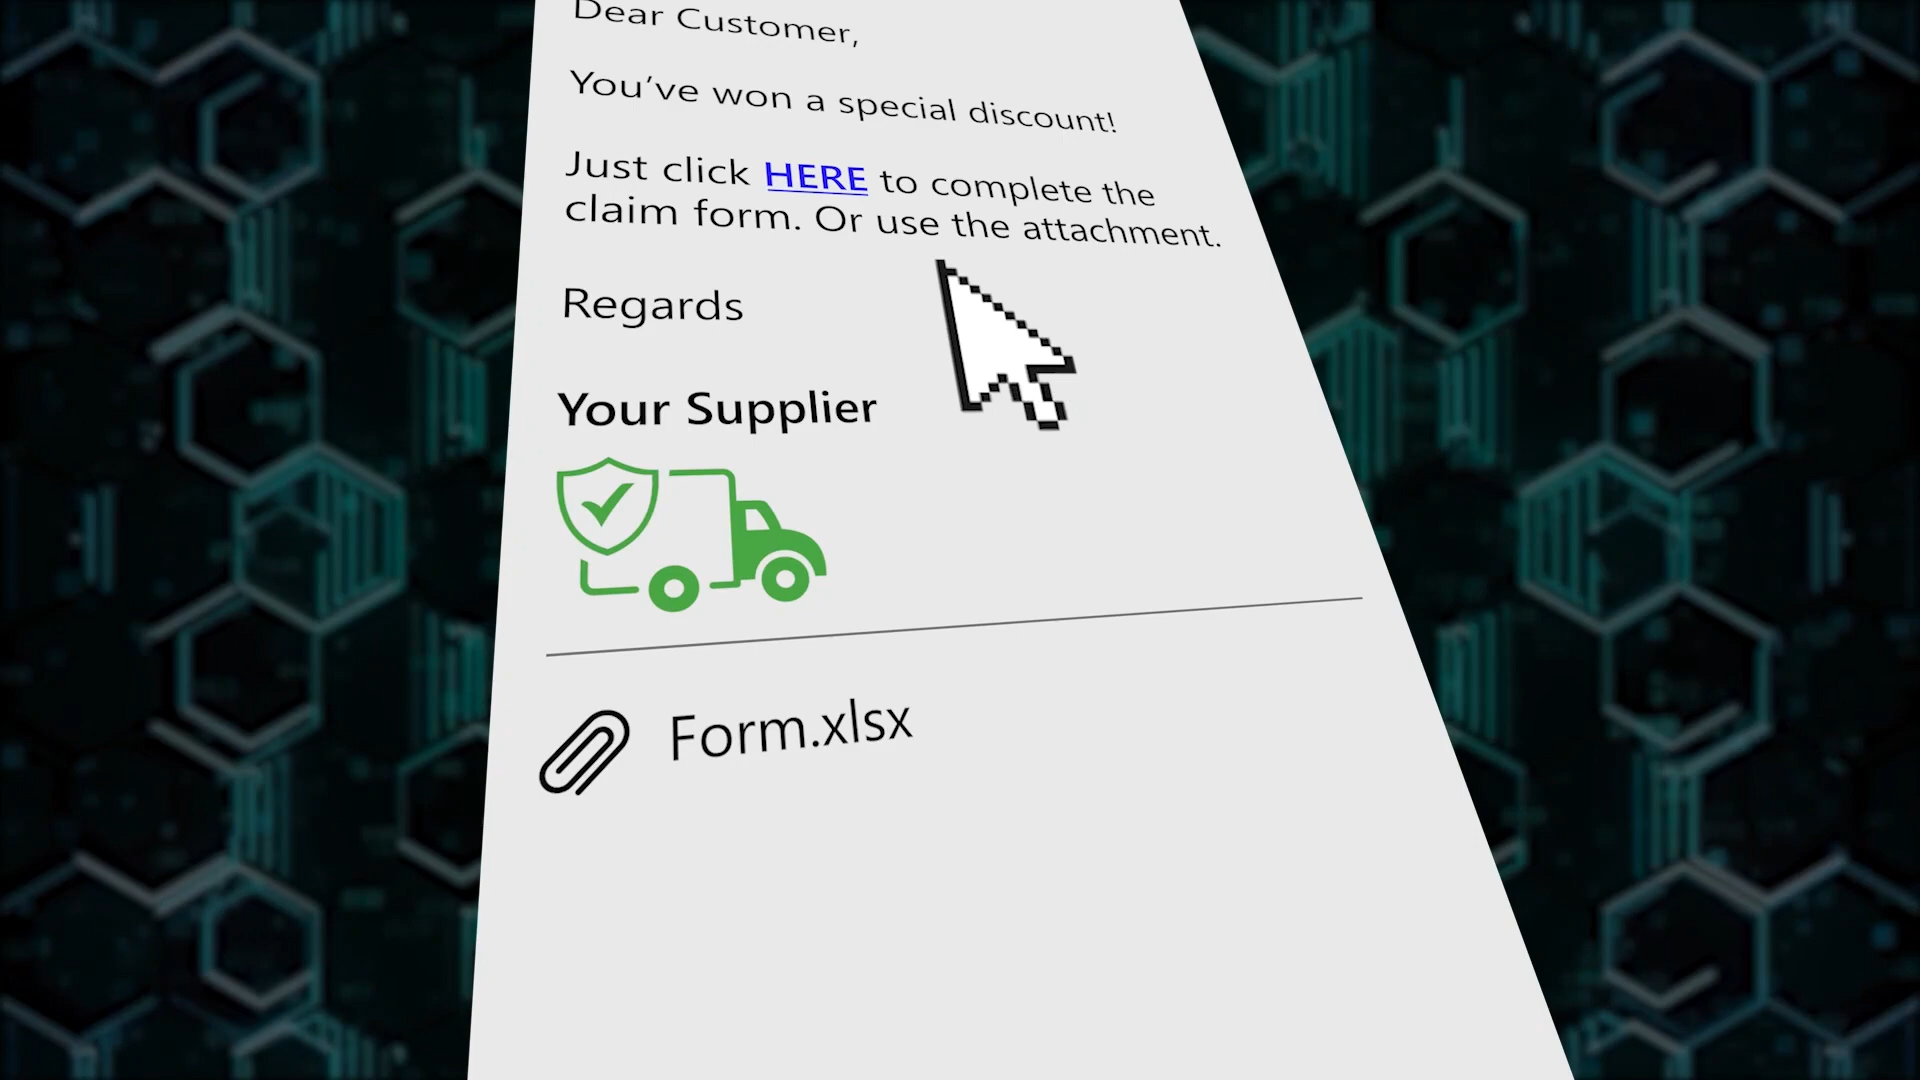 Dear Customer,
You’ve won a special discount!
Just click HERE to complete the
claim form. Or use the attachment.
Regards
Your Supplier
Form.xlsx